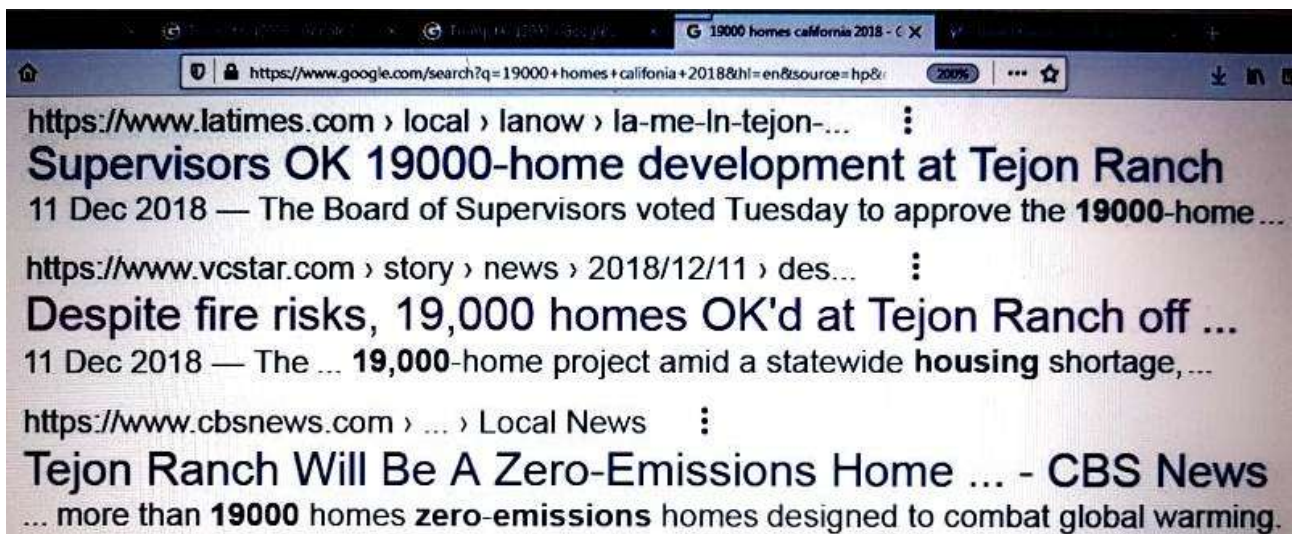 G 19000 homes california 2018 - G X
https://www.google.com/search?q=19000+homes+califonia+2018&hl=en&source=hp& 200%
https://www.latimes.com › local › lanow › la-me-ln-tejon-...
Supervisors OK 19000-home development at Tejon Ranch
11 Dec 2018 — The Board of Supervisors voted Tuesday to approve the 19000-home ...
https://www.vcstar.com › story › news › 2018/12/11 › des...
Despite fire risks, 19,000 homes OK'd at Tejon Ranch off ...
11 Dec 2018 — The ... 19,000-home project amid a statewide housing shortage, ...
https://www.cbsnews.com › ... › Local News
Tejon Ranch Will Be A Zero-Emissions Home ... - CBS News
... more than 19000 homes zero-emissions homes designed to combat global warming.